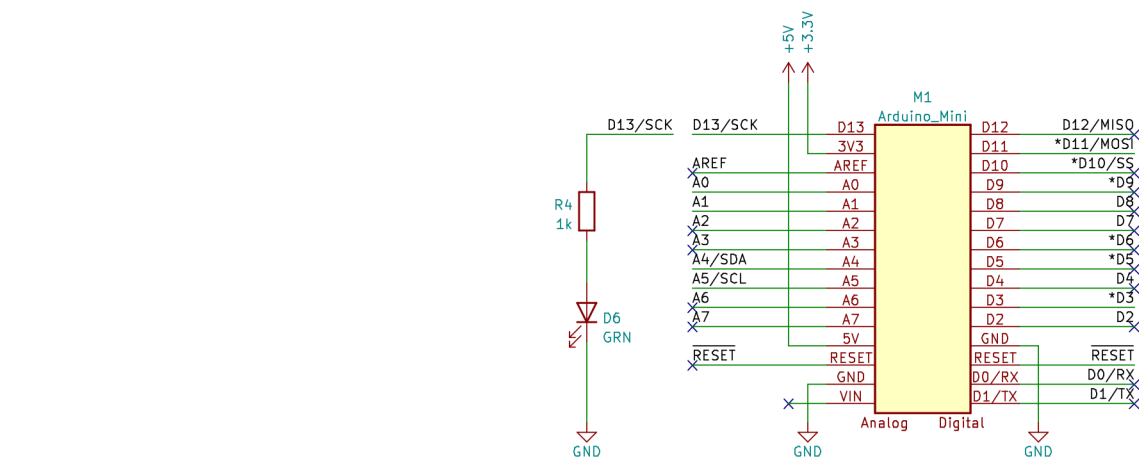 +5V
+3.3V
M1
Arduino_Mini
D13/SCK
D13/SCK D13 D12 D12/MISO
3V3 D11 *D11/MOSI
AREF AREF D10 *D10/SS
A0 A0 D9 *D9
R4 A1 A1 D8 D8
1k A2 A2 D7 D7
A3 A3 D6 *D6
A4/SDA A4 D5 *D5
A5/SCL A5 D4 D4
A6 A6 D3 *D3
D6 A7 A7 D2 D2
GRN 5V GND
RESET RESET RESET RESET
GND D0/RX D0/RX
VIN D1/TX D1/TX
Analog Digital
GND GND GND